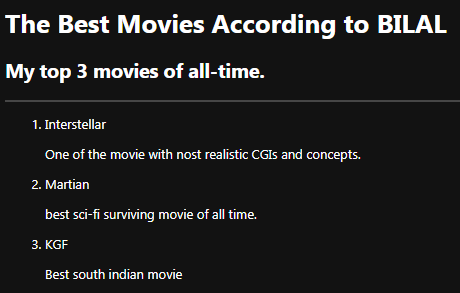 The Best Movies According to BILAL
My top 3 movies of all-time.
1. Interstellar
One of the movie with nost realistic CGIs and concepts.
2. Martian
best sci-fi surviving movie of all time.
3. KGF
Best south indian movie